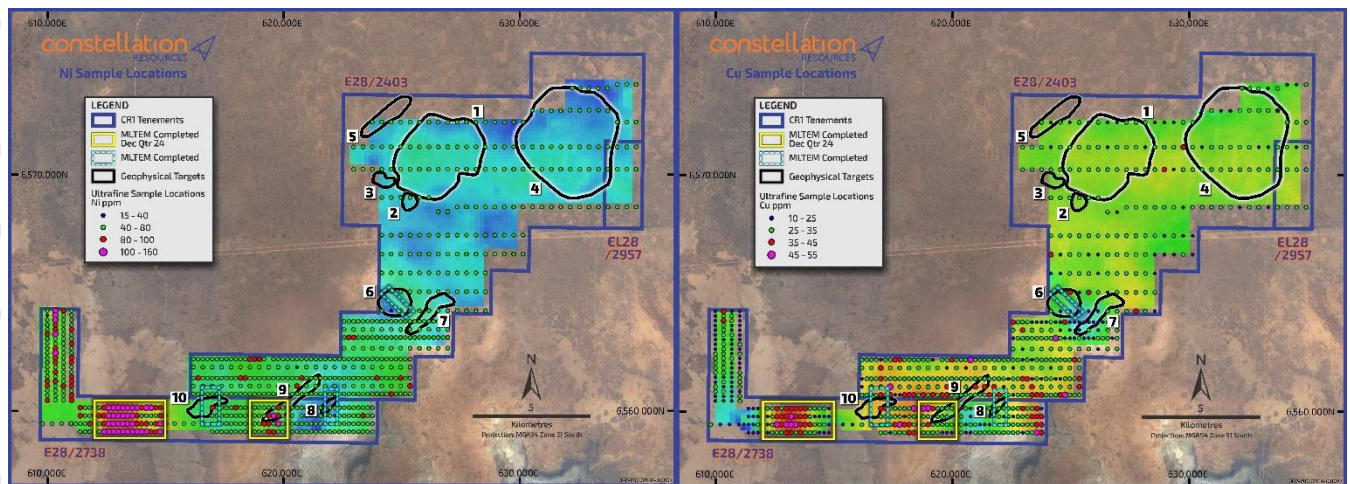 610,000E
620,000E
630,000E
constellation
RESOURCES
Ni Sample Locations
LEGEND
CR1 Tenements
MLTEM Completed
Dec Qtr 24
MLTEM Completed
Geophysical Targets
Ultrafine Sample Locations
Ni ppm
15 - 40
40 - 80
80 - 100
100 - 160
E28/2403
1
5
3
2
4
6,570,000N
EL28
/2957
6
7
N
9
10
8
5
Kilometres
Projection: MGA94 Zone 51 South
6,560,000N
E28/2738
610,000E
620,000E
630,000E
610,000E
620,000E
630,000E
constellation
RESOURCES
Cu Sample Locations
LEGEND
CR1 Tenements
MLTEM Completed
Dec Qtr 24
MLTEM Completed
Geophysical Targets
Ultrafine Sample Locations
Cu ppm
10 - 25
25 - 35
35 - 45
45 - 55
E28/2403
1
5
3
2
4
6,570,000N
EL28
/2957
6
7
N
9
10
8
5
Kilometres
Projection: MGA94 Zone 51 South
6,560,000N
E28/2738
610,000E
620,000E
630,000E